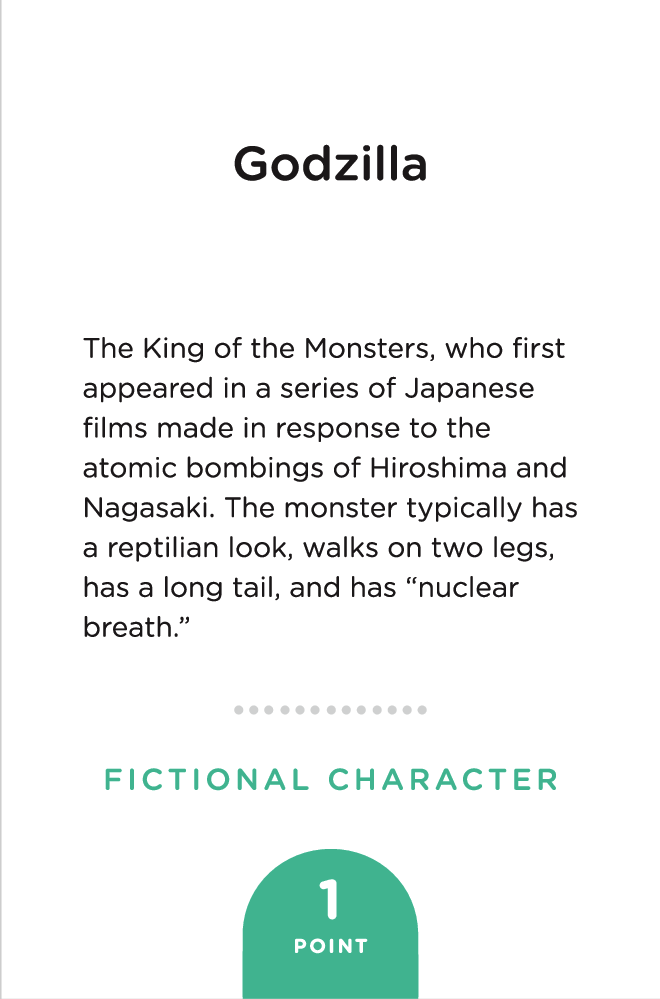 Godzilla
The King of the Monsters, who first
appeared in a series of Japanese
films made in response to the
atomic bombings of Hiroshima and
Nagasaki. The monster typically has
a reptilian look, walks on two legs,
has a long tail, and has “nuclear
breath.”
FICTIONAL CHARACTER
1
POINT